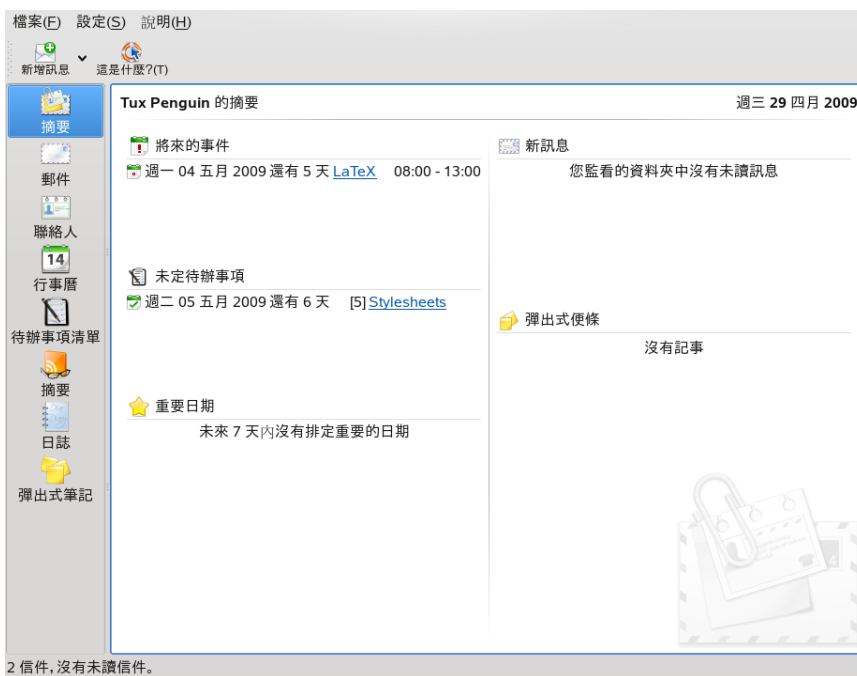 檔案(F) 設定(S) 說明(H)
新增訊息 這是什麼?(T)
摘要
郵件
聯絡人
14
行事曆
待辦事項清單
摘要
日誌
彈出式筆記
Tux Penguin 的摘要 週三 29 四月 2009
將來的事件
週一 04 五月 2009 還有 5 天 LaTeX 08:00 - 13:00
未定待辦事項
週二 05 五月 2009 還有 6 天 [5] Stylesheets
重要日期
未來 7 天內沒有排定重要的日期
新訊息
您監看的資料夾中沒有未讀訊息
彈出式便條
沒有記事
2 信件, 沒有未讀信件。